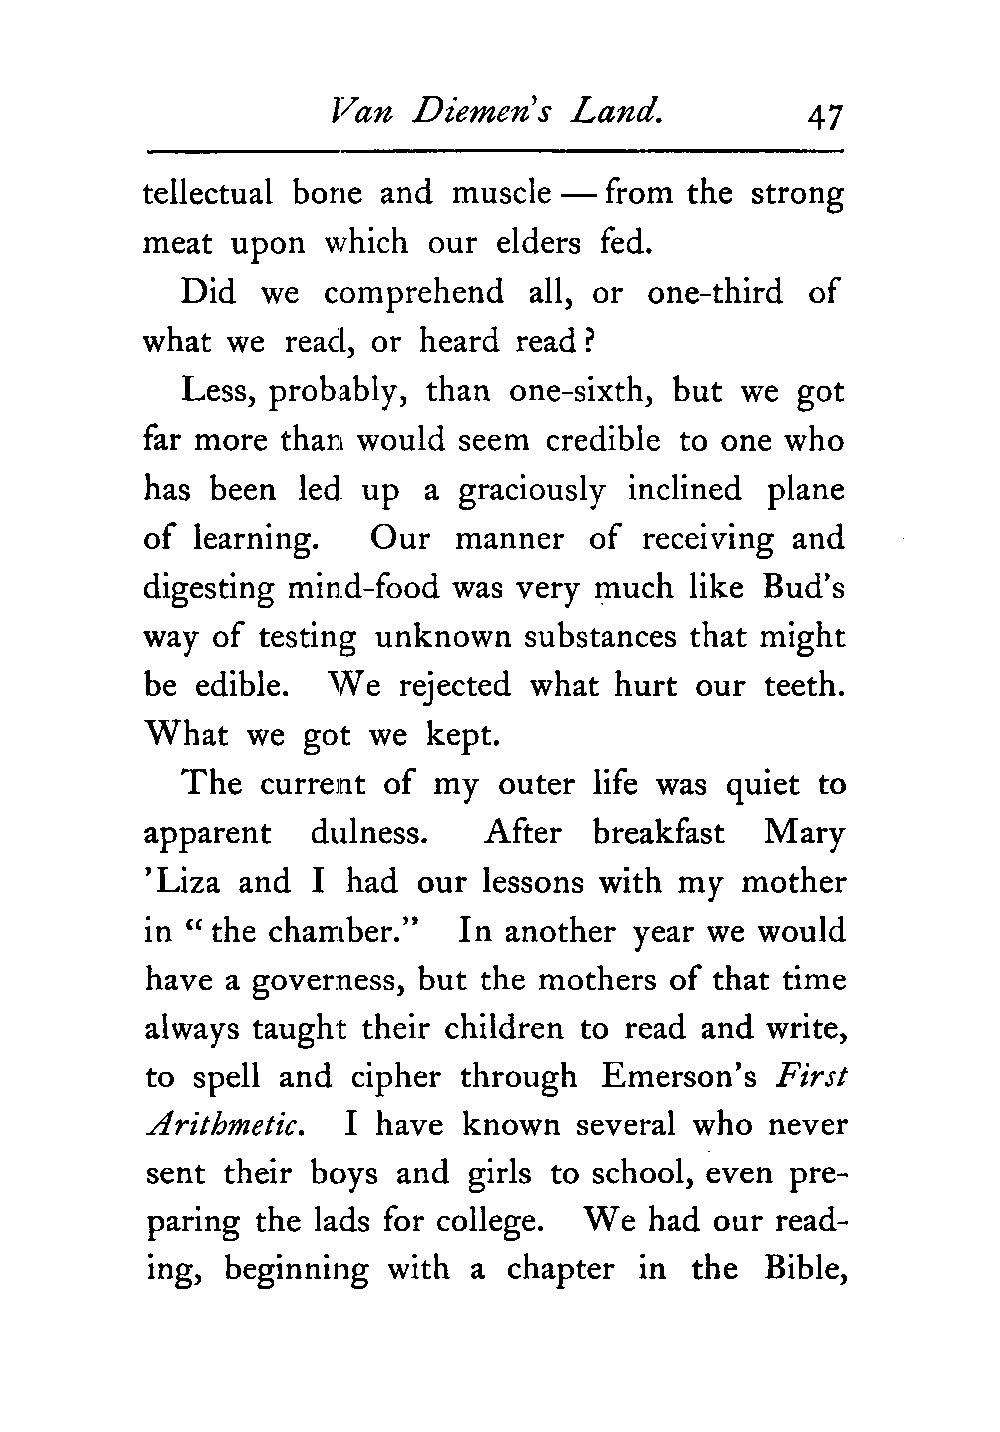 Van Diemen's Land. 47
tellectual bone and muscle — from the strong
meat upon which our elders fed.
Did we comprehend all, or one-third of
what we read, or heard read?
Less, probably, than one-sixth, but we got
far more than would seem credible to one who
has been led up a graciously inclined plane
of learning. Our manner of receiving and
digesting mind-food was very much like Bud's
way of testing unknown substances that might
be edible. We rejected what hurt our teeth.
What we got we kept.
The current of my outer life was quiet to
apparent dulness. After breakfast Mary
'Liza and I had our lessons with my mother
in "the chamber." In another year we would
have a governess, but the mothers of that time
always taught their children to read and write,
to spell and cipher through Emerson's First
Arithmetic. I have known several who never
sent their boys and girls to school, even pre-
paring the lads for college. We had our read-
ing, beginning with a chapter in the Bible,